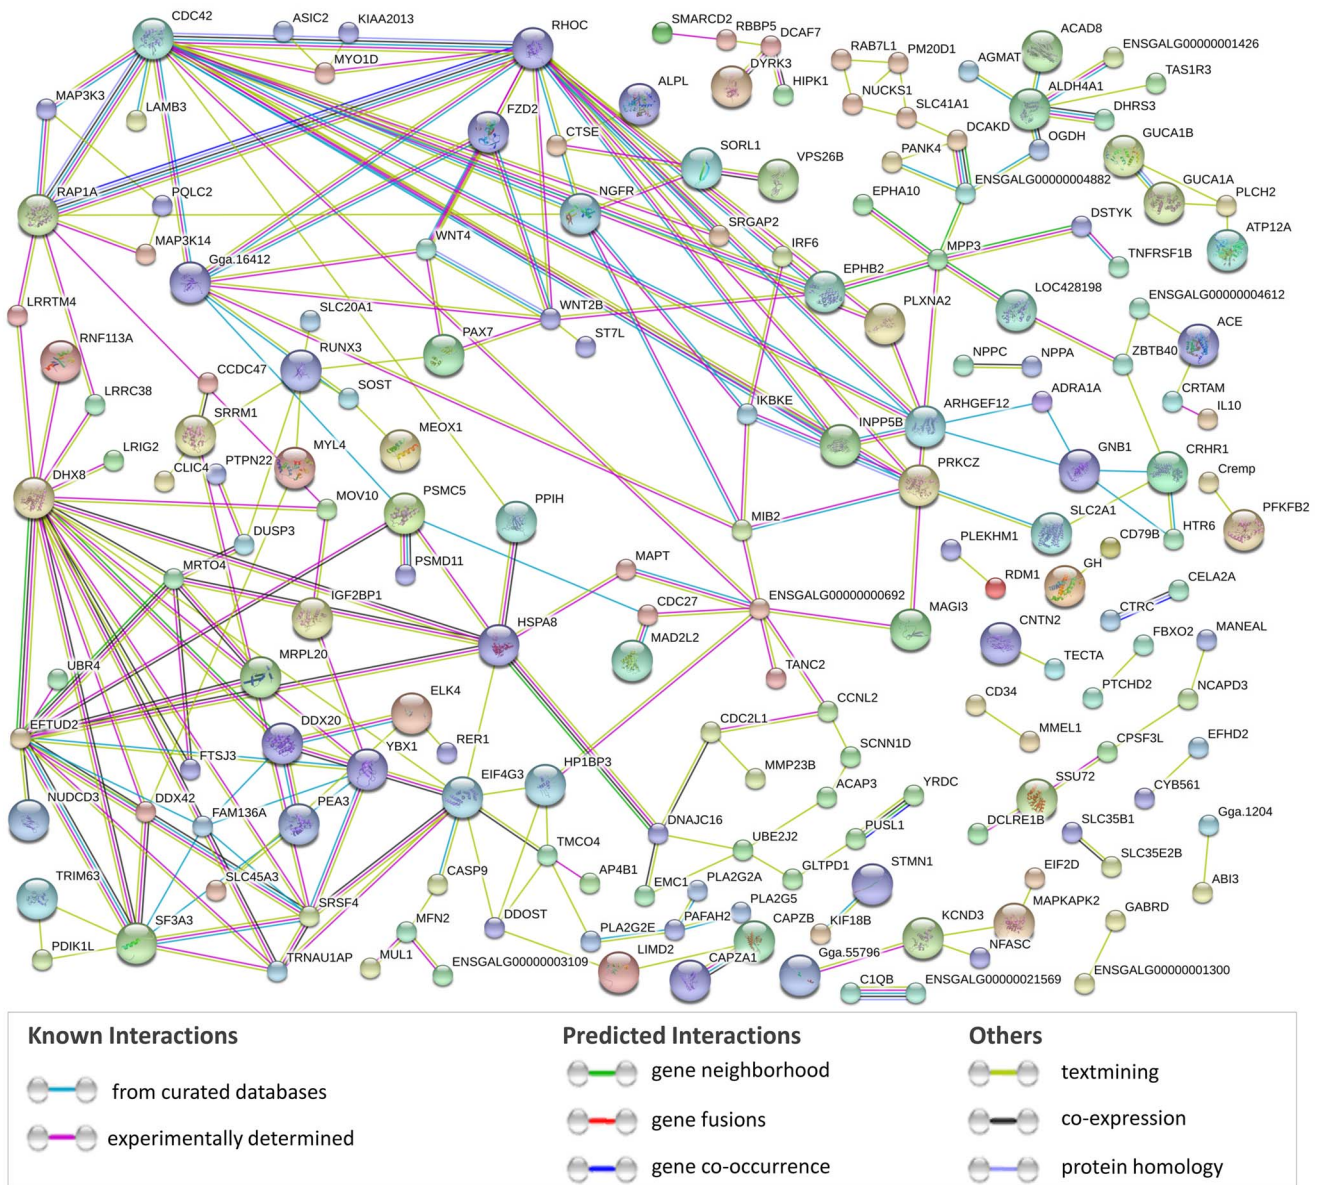 CDC42
ASIC2
KIAA2013
RHOC
SMARCD2
RBBP5
DCAF7
ACAD8
MYO1D
RAB7L1
PM20D1
AGMAT
ENSGALG00000001426
DYRK3
HIPK1
ALPL
TAS1R3
MAP3K3
LAMB3
FZD2
CTSE
NUCKS1
SLC41A1
ALDH4A1
DHRS3
DCAKD
OGDH
GUCA1B
SORL1
VPS26B
PANK4
ENSGALG00000004882
GUCA1A
RAP1A
PQLC2
NGFR
EPHA10
PLCH2
DSTYK
ATP12A
MAP3K14
WNT4
SRGAP2
IRF6
MPP3
TNFRSF1B
Gga.16412
EPHB2
LOC428198
LRRTM4
SLC20A1
WNT2B
PLXNA2
ENSGALG00000004612
RNF113A
RUNX3
PAX7
ST7L
ACE
NPPC
NPPA
ZBTB40
CCDC47
LRRC38
SOST
IKBKE
ADRA1A
CRTAM
ARHGEF12
IL10
SRRM1
INPP5B
LRIG2
MYL4
MEOX1
GNB1
CRHR1
CLIC4
PTPN22
PRKCZ
Cremp
DHX8
MOV10
PSMC5
PPIH
PFKFB2
MIB2
SLC2A1
HTR6
DUSP3
CD79B
PLEKHM1
MRTO4
PSMD11
MAPT
GH
RDM1
CELA2A
IGF2BP1
CDC27
ENSGALG00000000692
MAGI3
CTRC
HSPA8
MAD2L2
CNTN2
FBXO2
MANEAL
UBR4
MRPL20
TANC2
TECTA
PTCHD2
NCAPD3
ELK4
CCNL2
CD34
EFTUD2
DDX20
CDC2L1
MMEL1
FTSJ3
YBX1
RER1
SCNN1D
CPSF3L
EFHD2
EIF4G3
HP1BP3
MMP23B
SSU72
NUDCD3
DDX42
FAM136A
PEA3
ACAP3
YRDC
CYB561
DNAJC16
UBE2J2
PUSL1
DCLRE1B
SLC35B1
Gga.1204
TMCO4
SLC35E2B
TRIM63
SLC45A3
CASP9
AP4B1
EMC1
GLTPD1
STMN1
EIF2D
ABI3
PLA2G2A
SF3A3
SRSF4
MFN2
DDOST
PLA2G5
MAPKAPK2
PLA2G2E
PAFAH2
CAPZB
KIF18B
KCND3
GABRD
PDIK1L
TRNAU1AP
MUL1
ENSGALG00000003109
LIMD2
CAPZA1
Gga.55796
NFASC
C1QB
ENSGALG00000021569
ENSGALG00000001300
Known Interactions
from curated databases
experimentally determined
Predicted Interactions
gene neighborhood
gene fusions
gene co-occurrence
Others
textmining
co-expression
protein homology